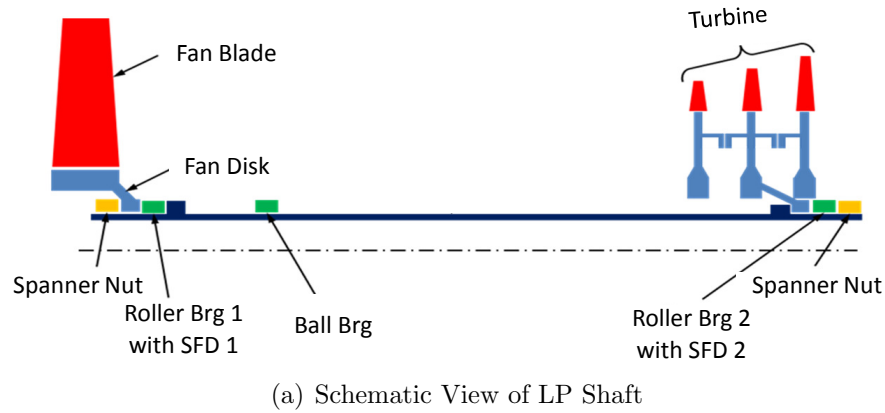 Turbine
Fan Blade
Fan Disk
Spanner Nut
Roller Brg 1
with SFD 1
Ball Brg
Roller Brg 2
with SFD 2
Spanner Nut
(a) Schematic View of LP Shaft